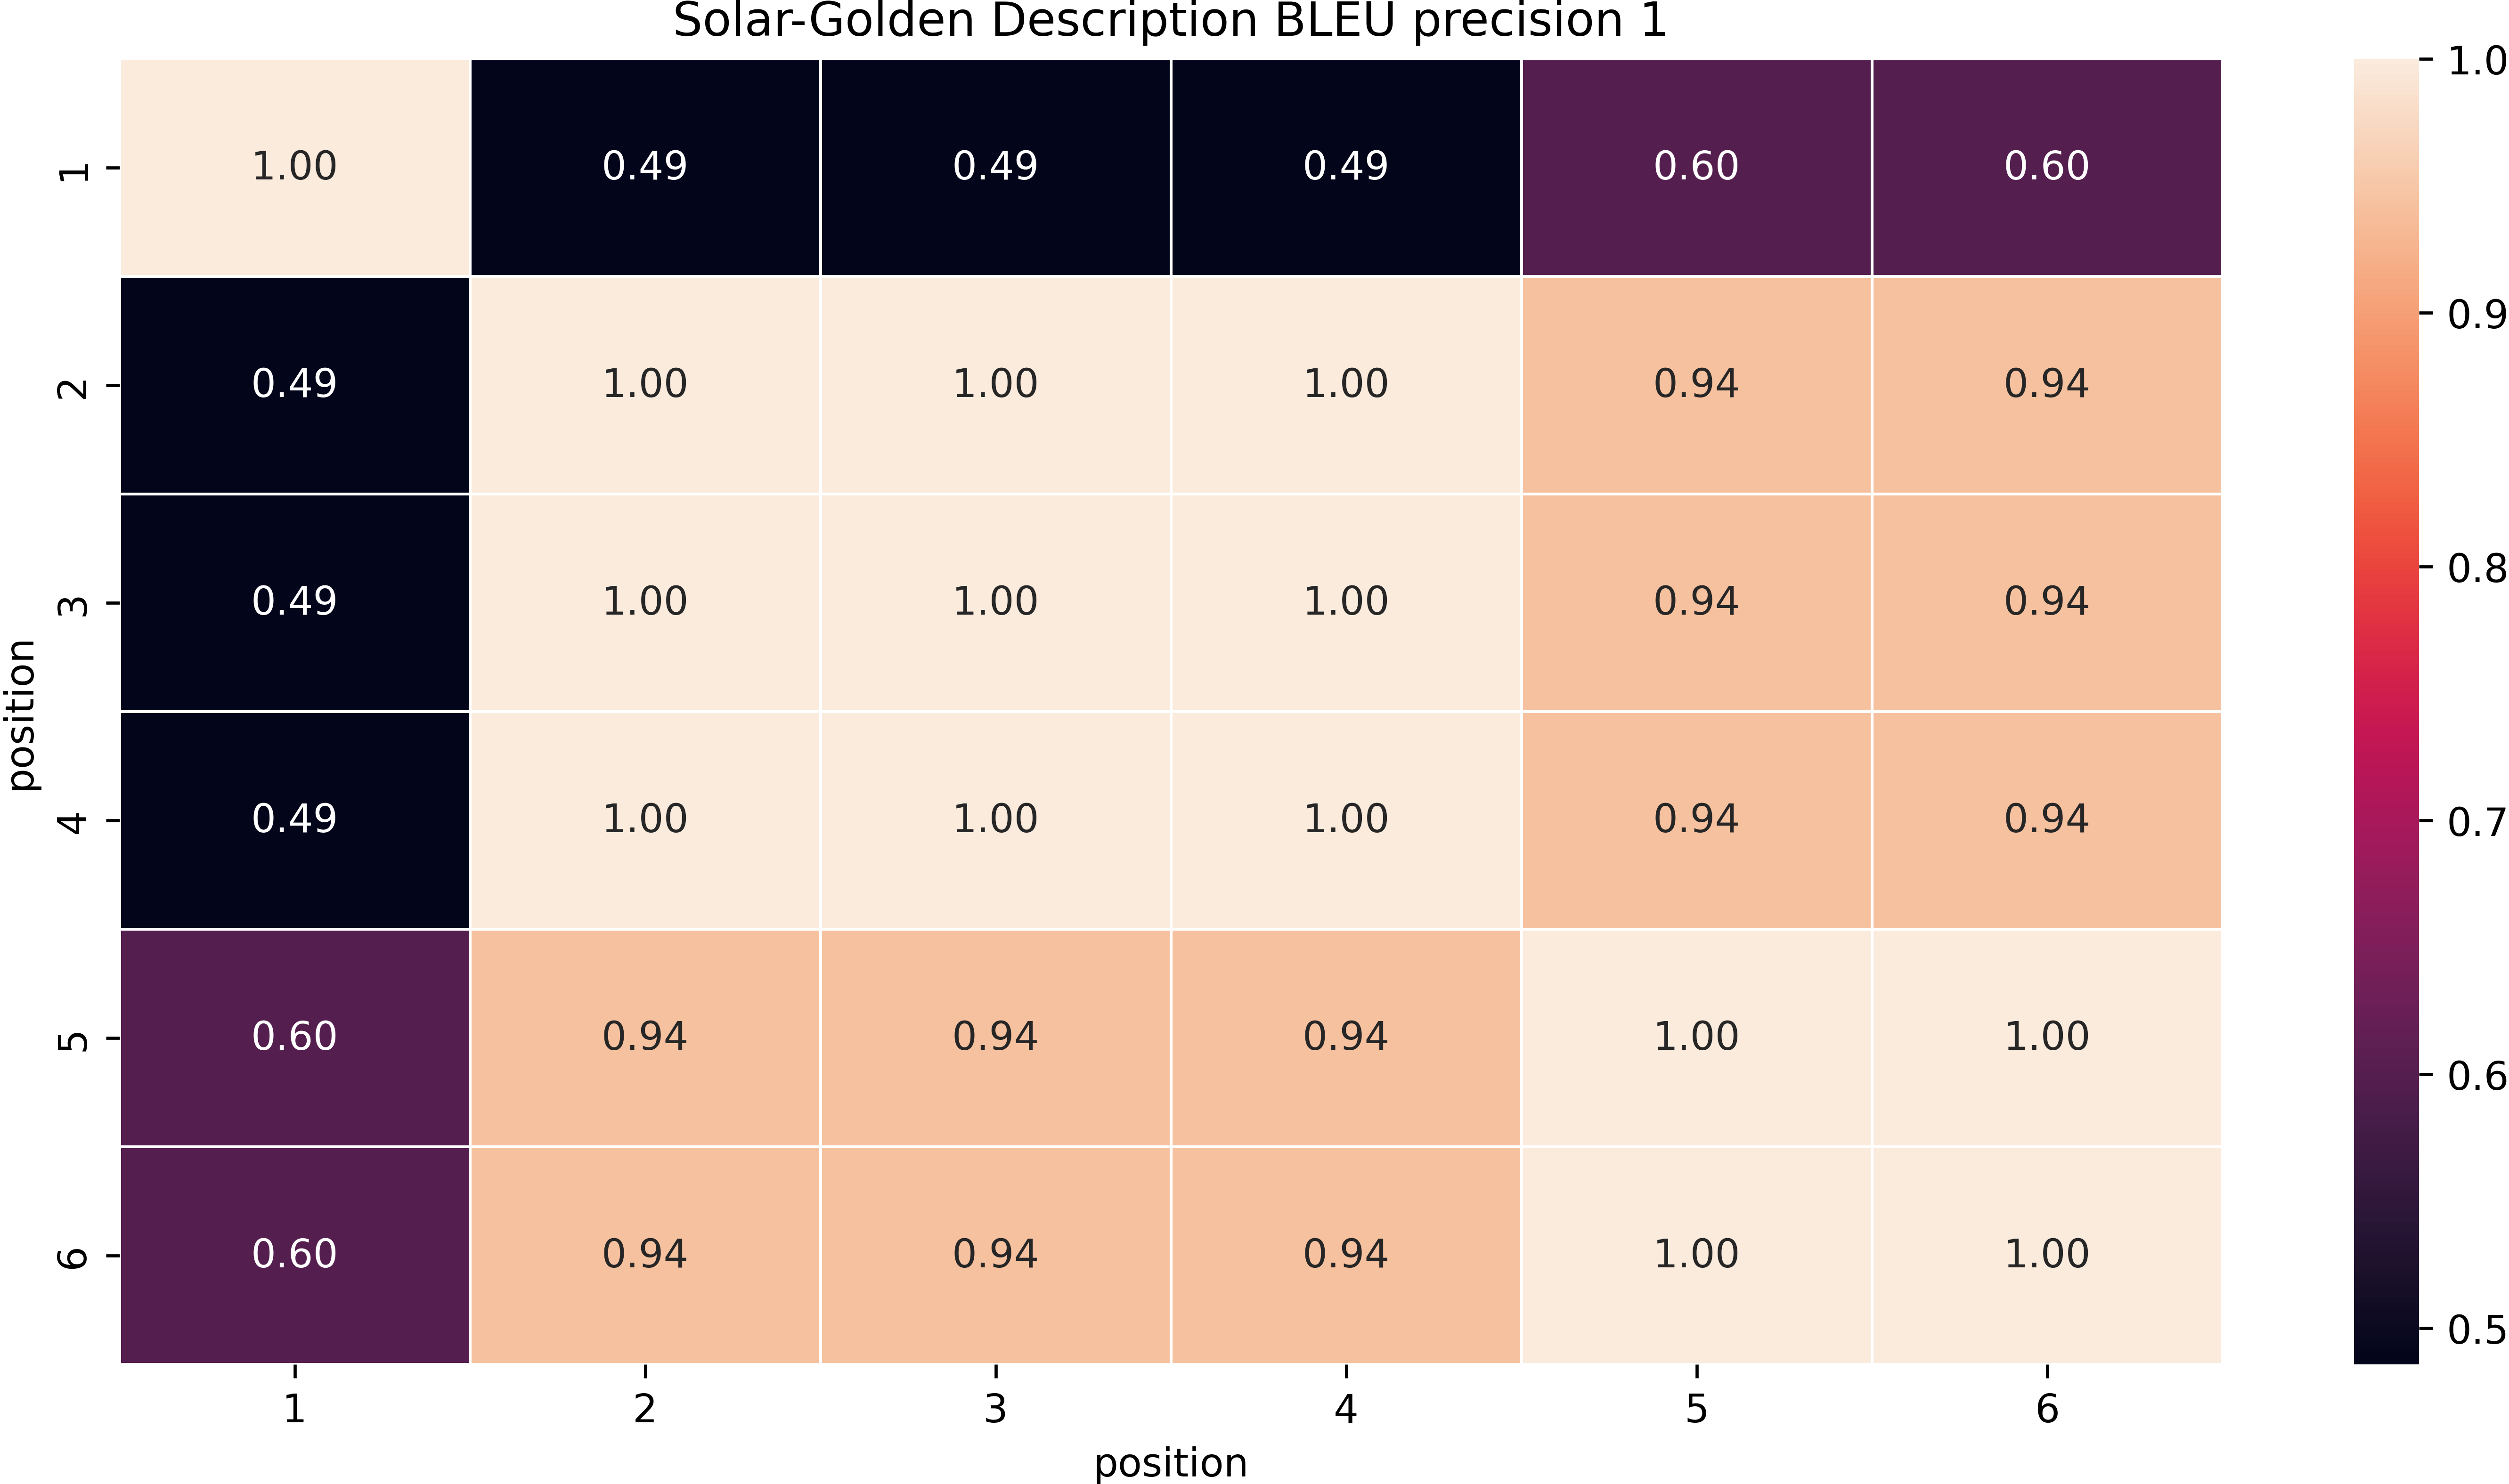 Solar-Golden Description BLEU precision 1
1 1.00 0.49 0.49 0.49 0.60 0.60
2 0.49 1.00 1.00 1.00 0.94 0.94
3 0.49 1.00 1.00 1.00 0.94 0.94
4 0.49 1.00 1.00 1.00 0.94 0.94
5 0.60 0.94 0.94 0.94 1.00 1.00
6 0.60 0.94 0.94 0.94 1.00 1.00
position
1 2 3 4 5 6
position
1.0
0.9
0.8
0.7
0.6
0.5